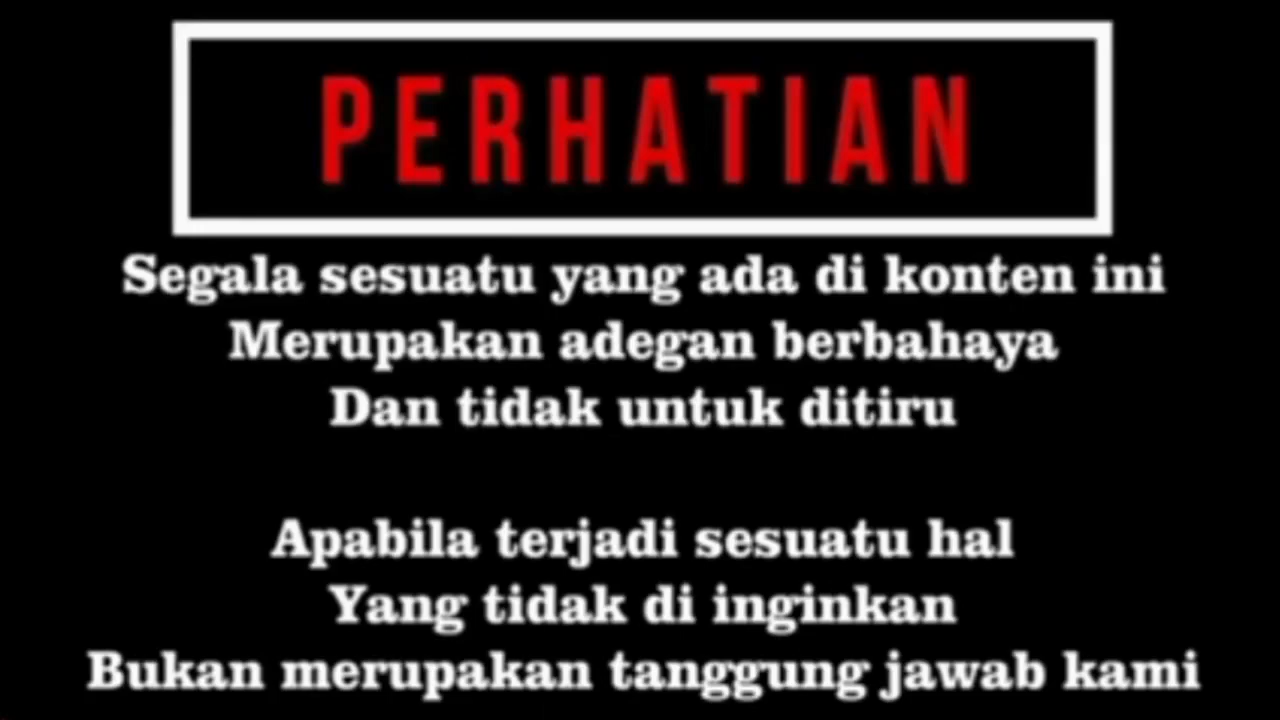 PERHATIAN
Segala sesuatu yang ada di konten ini
Merupakan adegan berbahaya
Dan tidak untuk ditiru
Apabila terjadi sesuatu hal
Yang tidak di inginkan
Bukan merupakan tanggung jawab kami